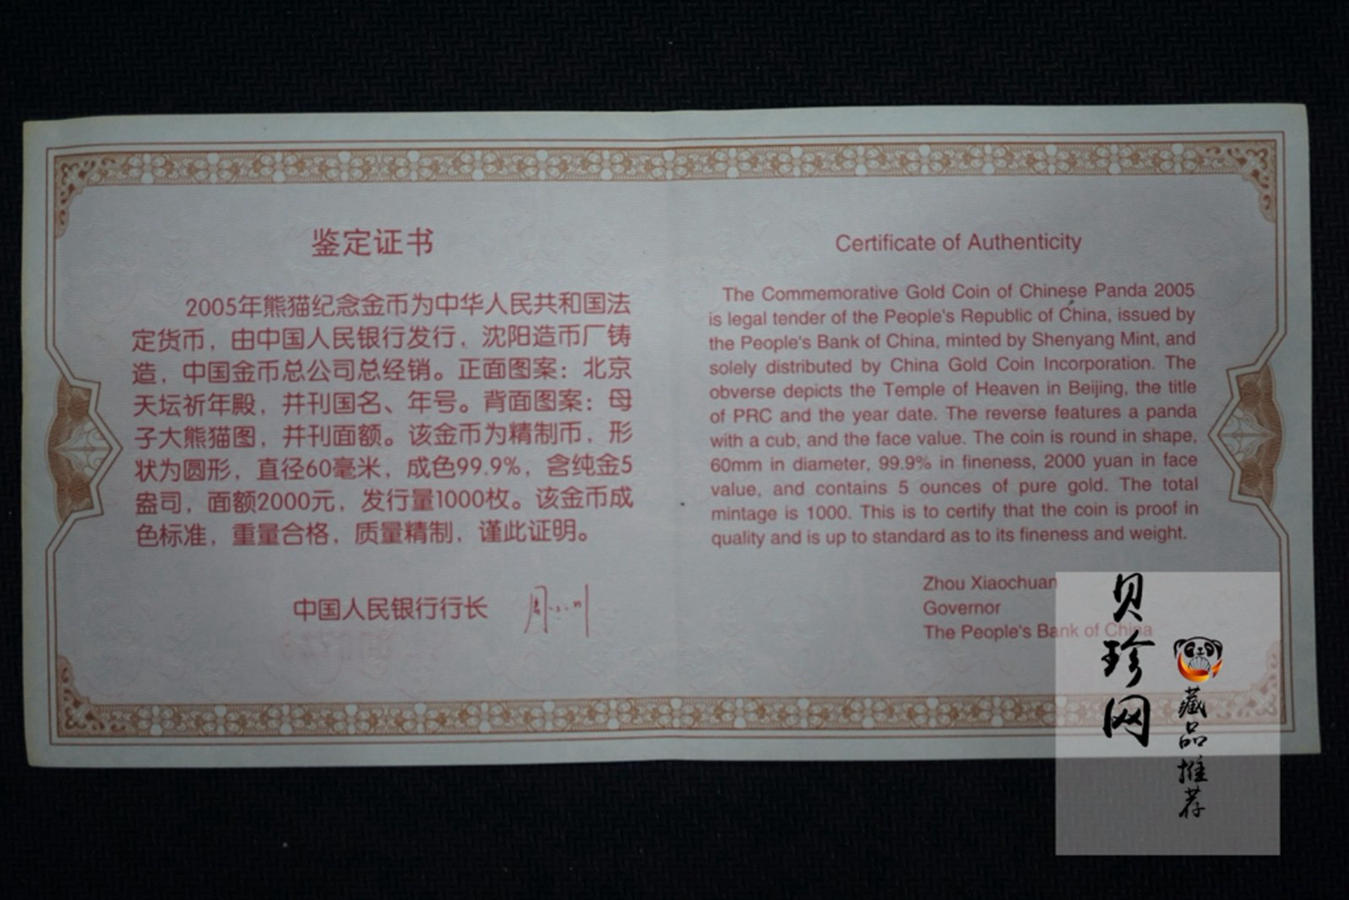 鉴定证书
2005年熊猫纪念金币为中华人民共和国法
定货币，由中国人民银行发行，沈阳造币厂铸
造，中国金币总公司总经销。正面图案：北京
天坛祈年殿，并刊国名、年号。背面图案：母
子大熊猫图，并刊面额。该金币为精制币，形
状为圆形，直径60毫米，成色99.9%，含纯金5
盎司，面额2000元，发行量1000枚。该金币成
色标准，重量合格，质量精制，谨此证明。
中国人民银行行长 周小川
Certificate of Authenticity
The Commemorative Gold Coin of Chinese Panda 2005
is legal tender of the People's Republic of China, issued by
the People's Bank of China, minted by Shenyang Mint, and
solely distributed by China Gold Coin Incorporation. The
obverse depicts the Temple of Heaven in Beijing, the title
of PRC and the year date. The reverse features a panda
with a cub, and the face value. The coin is round in shape,
60mm in diameter, 99.9% in fineness, 2000 yuan in face
value, and contains 5 ounces of pure gold. The total
mintage is 1000. This is to certify that the coin is proof in
quality and is up to standard as to its fineness and weight.
Zhou Xiaochuan
Governor
The People's Bank of China
贝珍网
藏品推荐